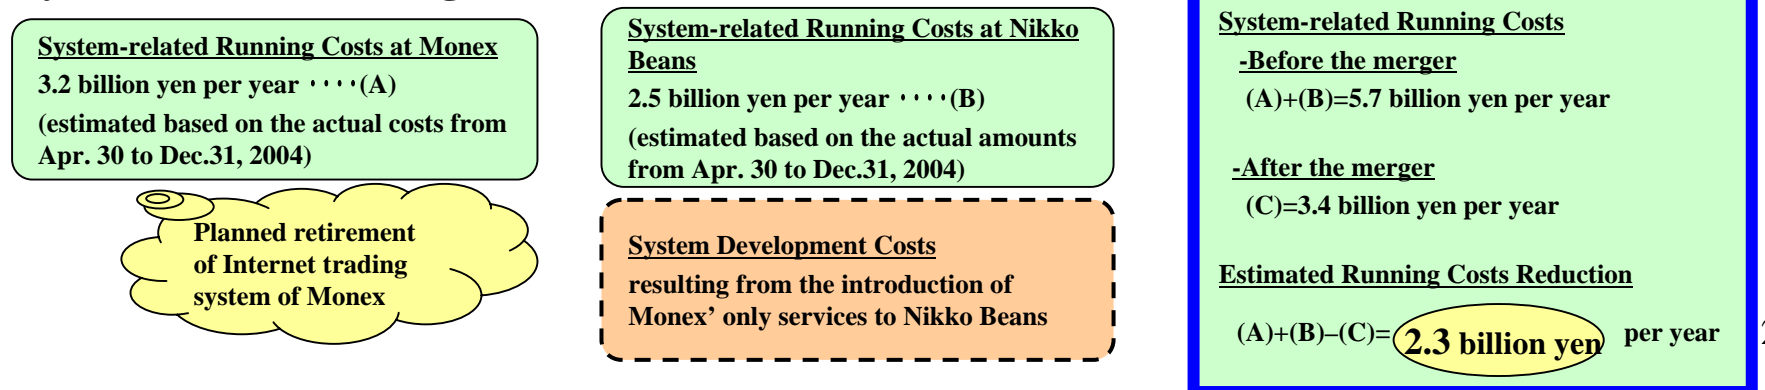 System-related Running Costs at Monex
3.2 billion yen per year ････(A)
(estimated based on the actual costs from
Apr. 30 to Dec.31, 2004)
Planned retirement
of Internet trading
system of Monex
System-related Running Costs at Nikko
Beans
2.5 billion yen per year ････(B)
(estimated based on the actual amounts
from Apr. 30 to Dec.31, 2004)
System Development Costs
resulting from the introduction of
Monex’ only services to Nikko Beans
System-related Running Costs
-Before the merger
(A)+(B)=5.7 billion yen per year
-After the merger
(C)=3.4 billion yen per year
Estimated Running Costs Reduction
(A)+(B)–(C)= 2.3 billion yen per year